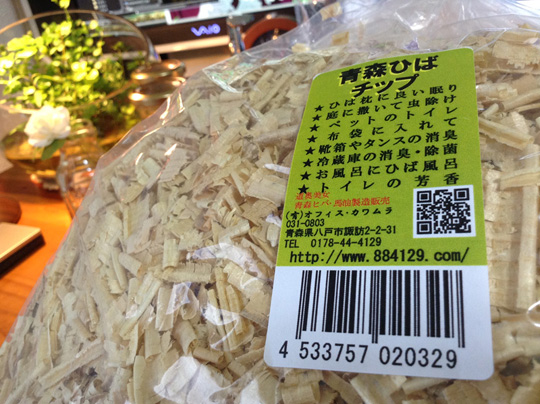 VAIO
青森ひば
チップ
★ひば枕に良い眠り
★庭に撒いて虫除け
★ペットのトイレ
★布袋に入れて
★靴箱やタンスの消臭
★冷蔵庫の消臭・除菌
★お風呂にひば風呂
★トイレの芳香
青森ヒバ・馬油製造販売
(有)オフィス・カワムラ
031-0803
青森県八戸市諏訪2-2-31
TEL 0178-44-4129
http://www.884129.com/
4 533757 020329